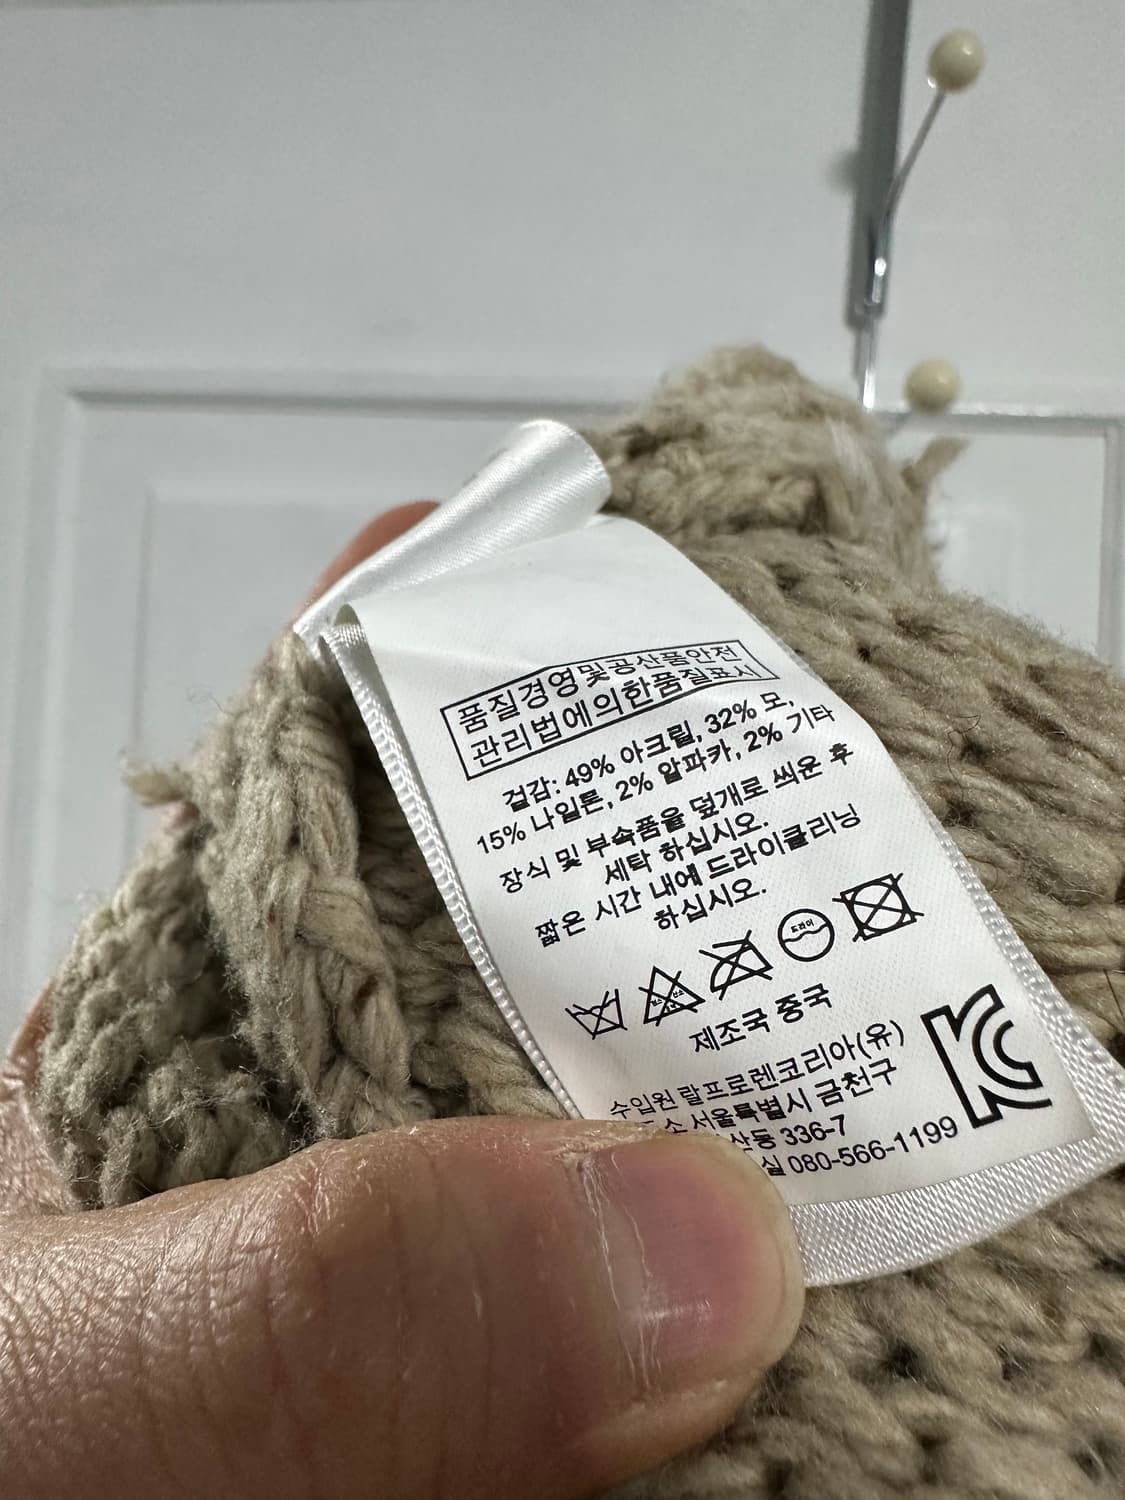 품질경영및공산품안전
관리법에의한품질표시
겉감: 49% 아크릴, 32% 모,
15% 나일론, 2% 알파카, 2% 기타
장식 및 부속품을 덮개로 씌운 후
세탁 하십시오.
짧은 시간 내에 드라이클리닝
하십시오.
드라이
제조국 중국
수입원 랄프로렌코리아(유)
서울특별시 금천구
336-7
080-566-1199
KC